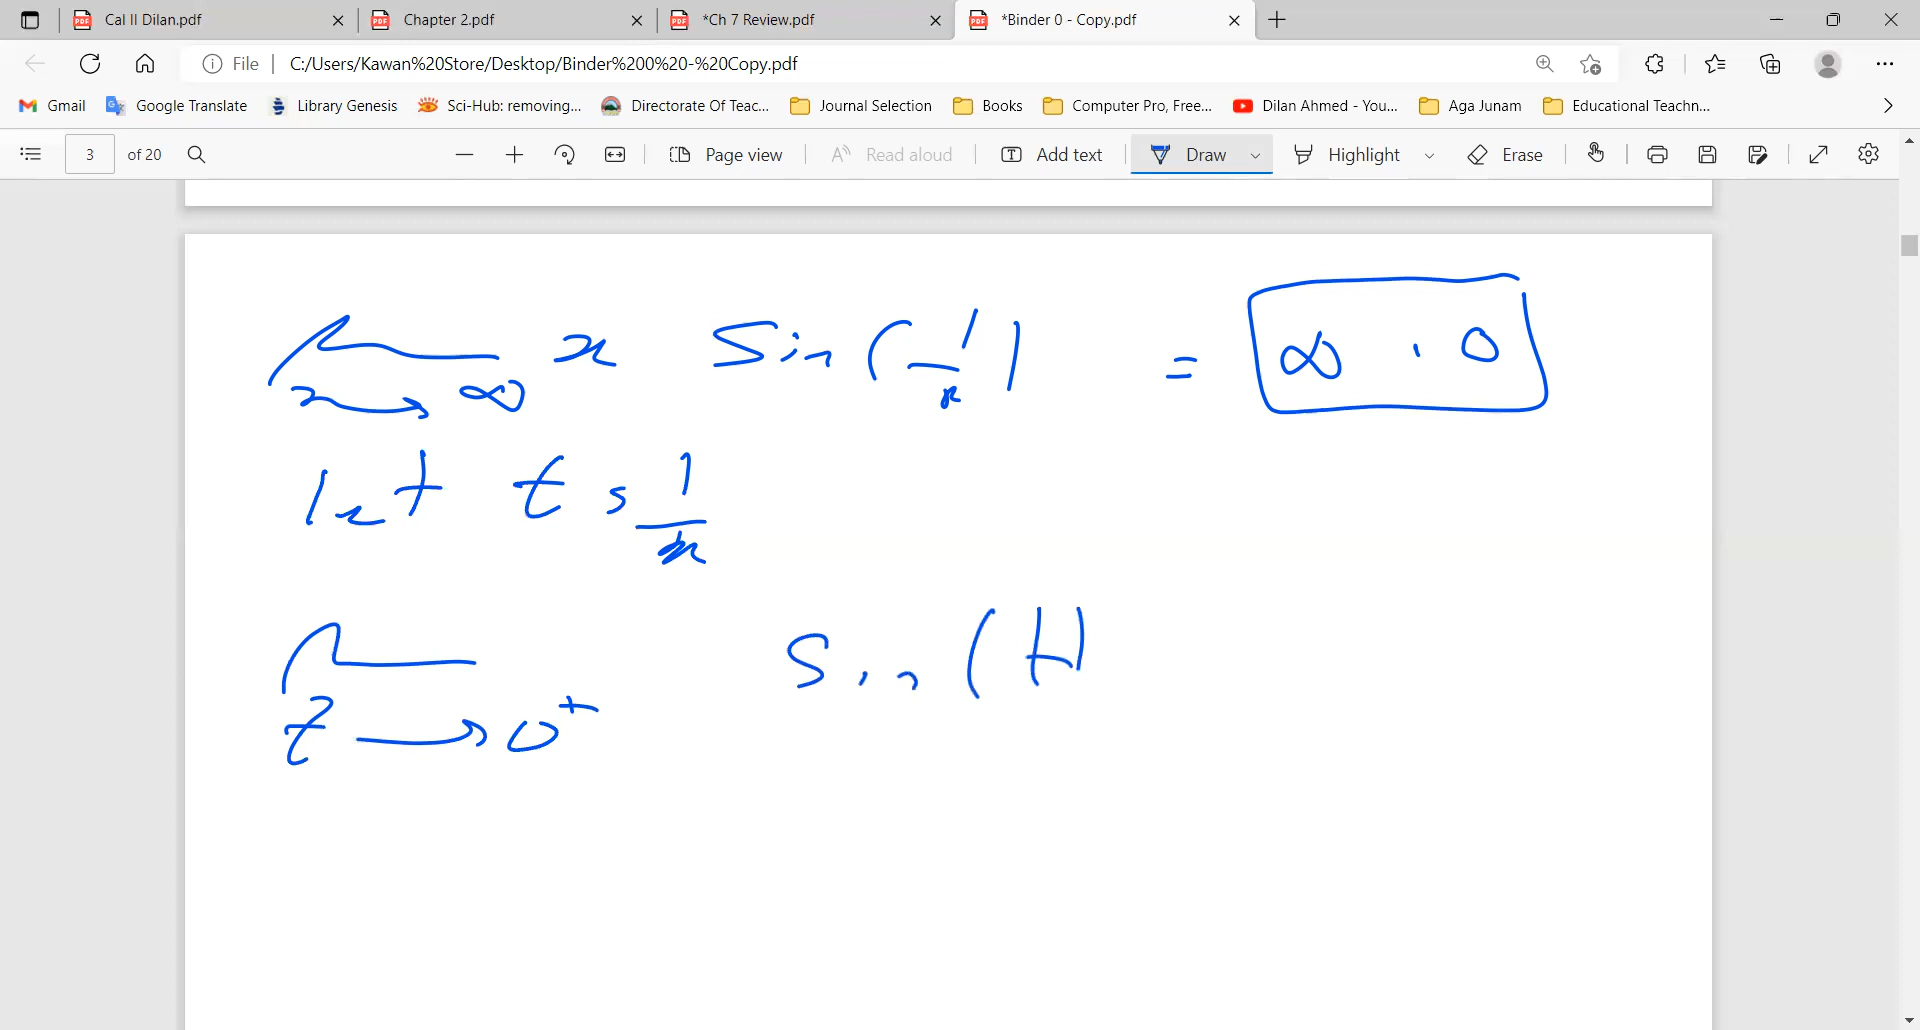 Cal II Dilan.pdf Chapter 2.pdf *Ch 7 Review.pdf *Binder 0 - Copy.pdf
File C:/Users/Kawan%20Store/Desktop/Binder%200%20-%20Copy.pdf
Gmail Google Translate Library Genesis Sci-Hub: removing... Directorate Of Teac... Journal Selection Books Computer Pro, Free... Dilan Ahmed - You... Aga Junam Educational Teachn...
3 of 20 Page view Read aloud Add text Draw Highlight Erase
x Sin(1/x) = ∞ . 0
x → ∞
let t = 1/x
Sin(t)
t → 0+